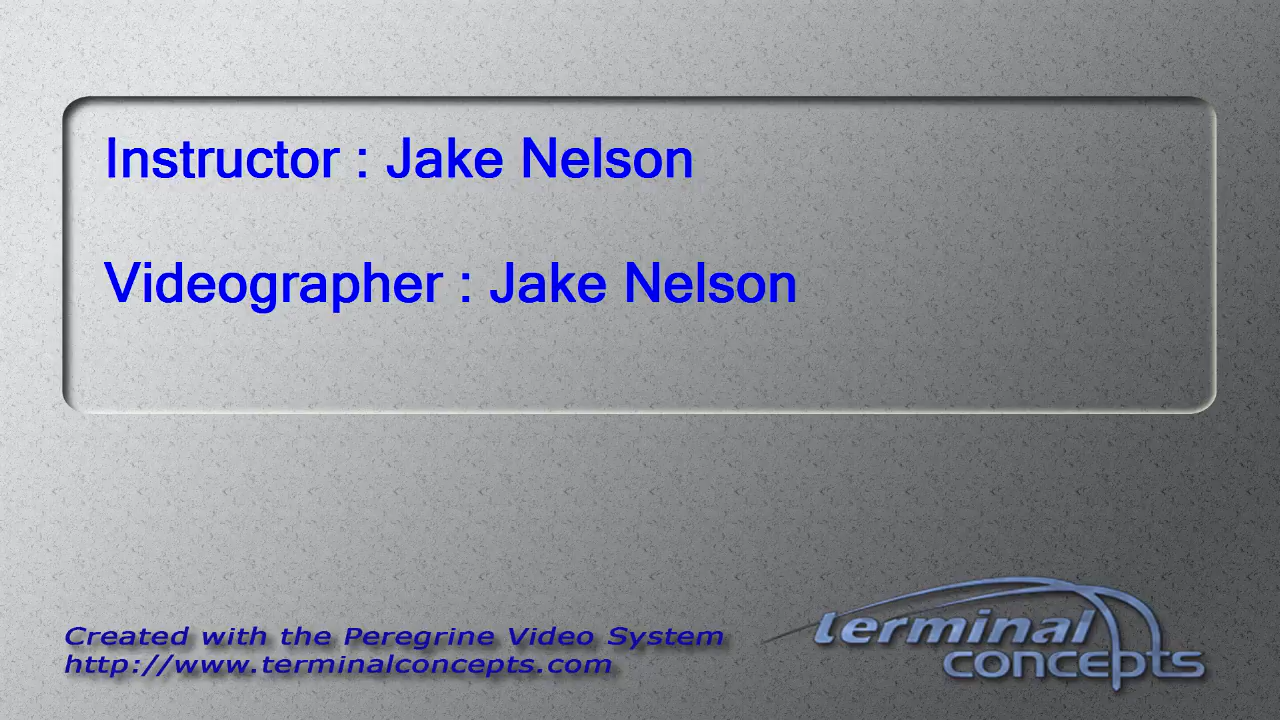 Instructor : Jake Nelson
Videographer : Jake Nelson
Created with the Peregrine Video System
http://www.terminalconcepts.com
terminal
concepts